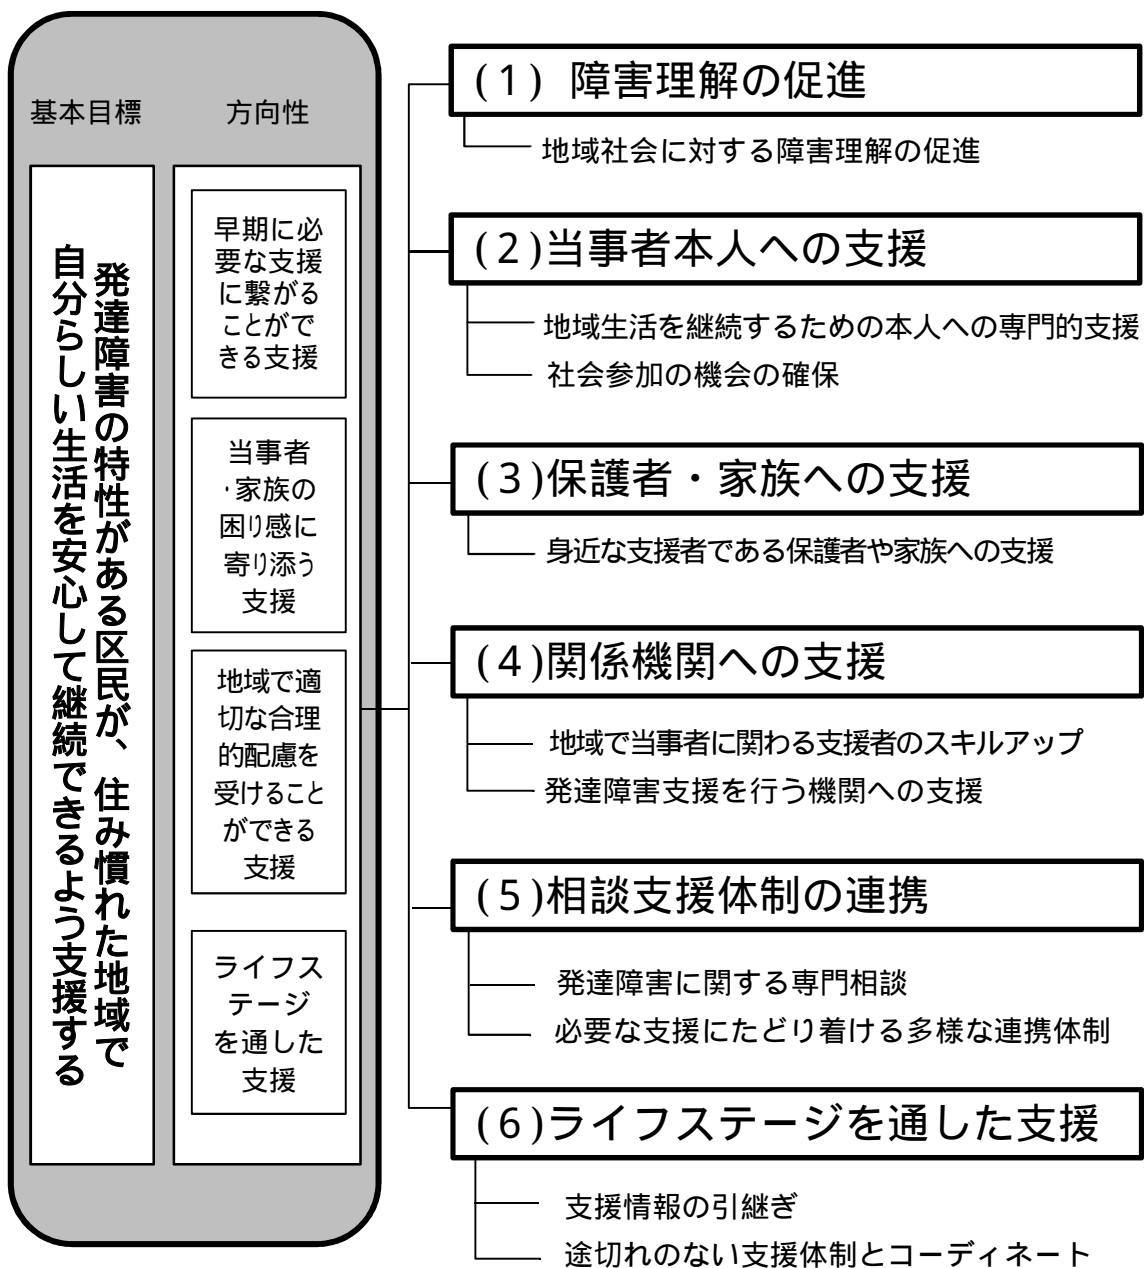 基本目標
発達障害の特性がある区民が、住み慣れた地域で
自分らしい生活を安心して継続できるよう支援する
方向性
早期に必
要な支援
に繋がる
ことがで
きる支援
当事者
・家族の
困り感に
寄り添う
支援
地域で適
切な合理
的配慮を
受けること
ができる
支援
ライフス
テージ
を通した
支援
(1) 障害理解の促進
地域社会に対する障害理解の促進
(2)当事者本人への支援
地域生活を継続するための本人への専門的支援
社会参加の機会の確保
(3)保護者・家族への支援
身近な支援者である保護者や家族への支援
(4)関係機関への支援
地域で当事者に関わる支援者のスキルアップ
発達障害支援を行う機関への支援
(5)相談支援体制の連携
発達障害に関する専門相談
必要な支援にたどり着ける多様な連携体制
(6)ライフステージを通した支援
支援情報の引継ぎ
途切れのない支援体制とコーディネート